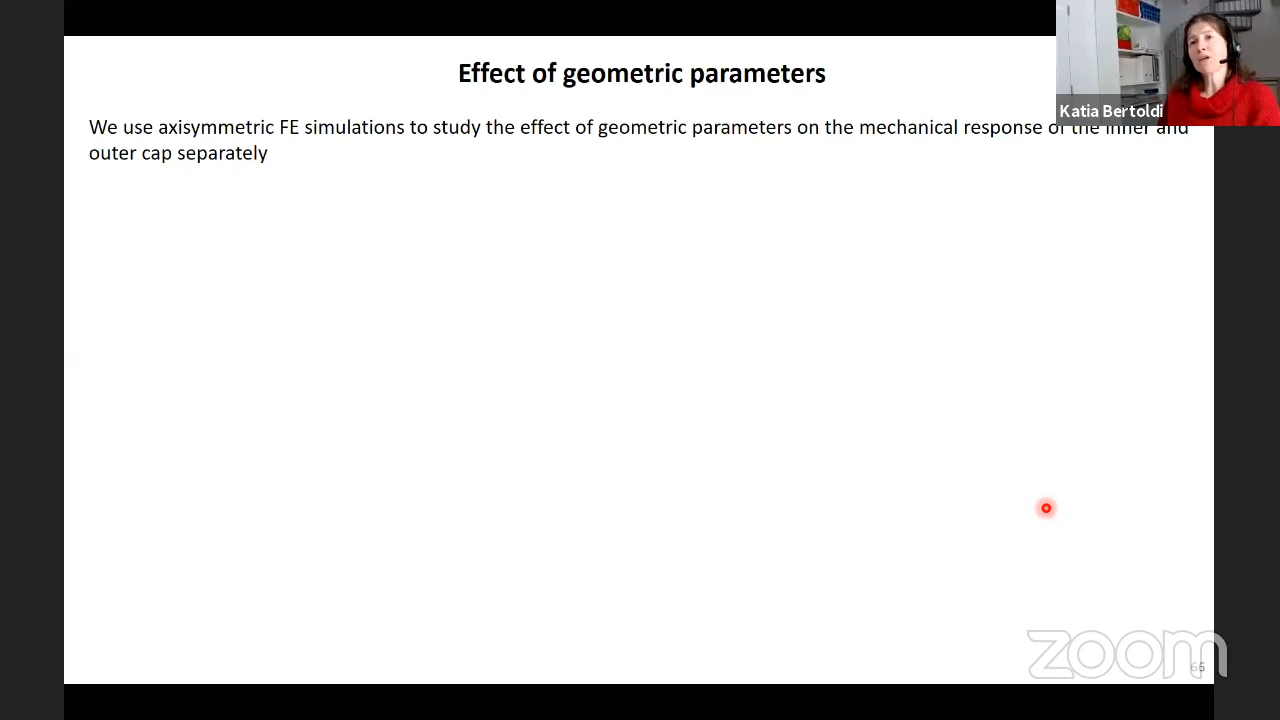 Effect of geometric parameters
Katia Bertoldi
We use axisymmetric FE simulations to study the effect of geometric parameters on the mechanical response of the inner and
outer cap separately
zoom
66